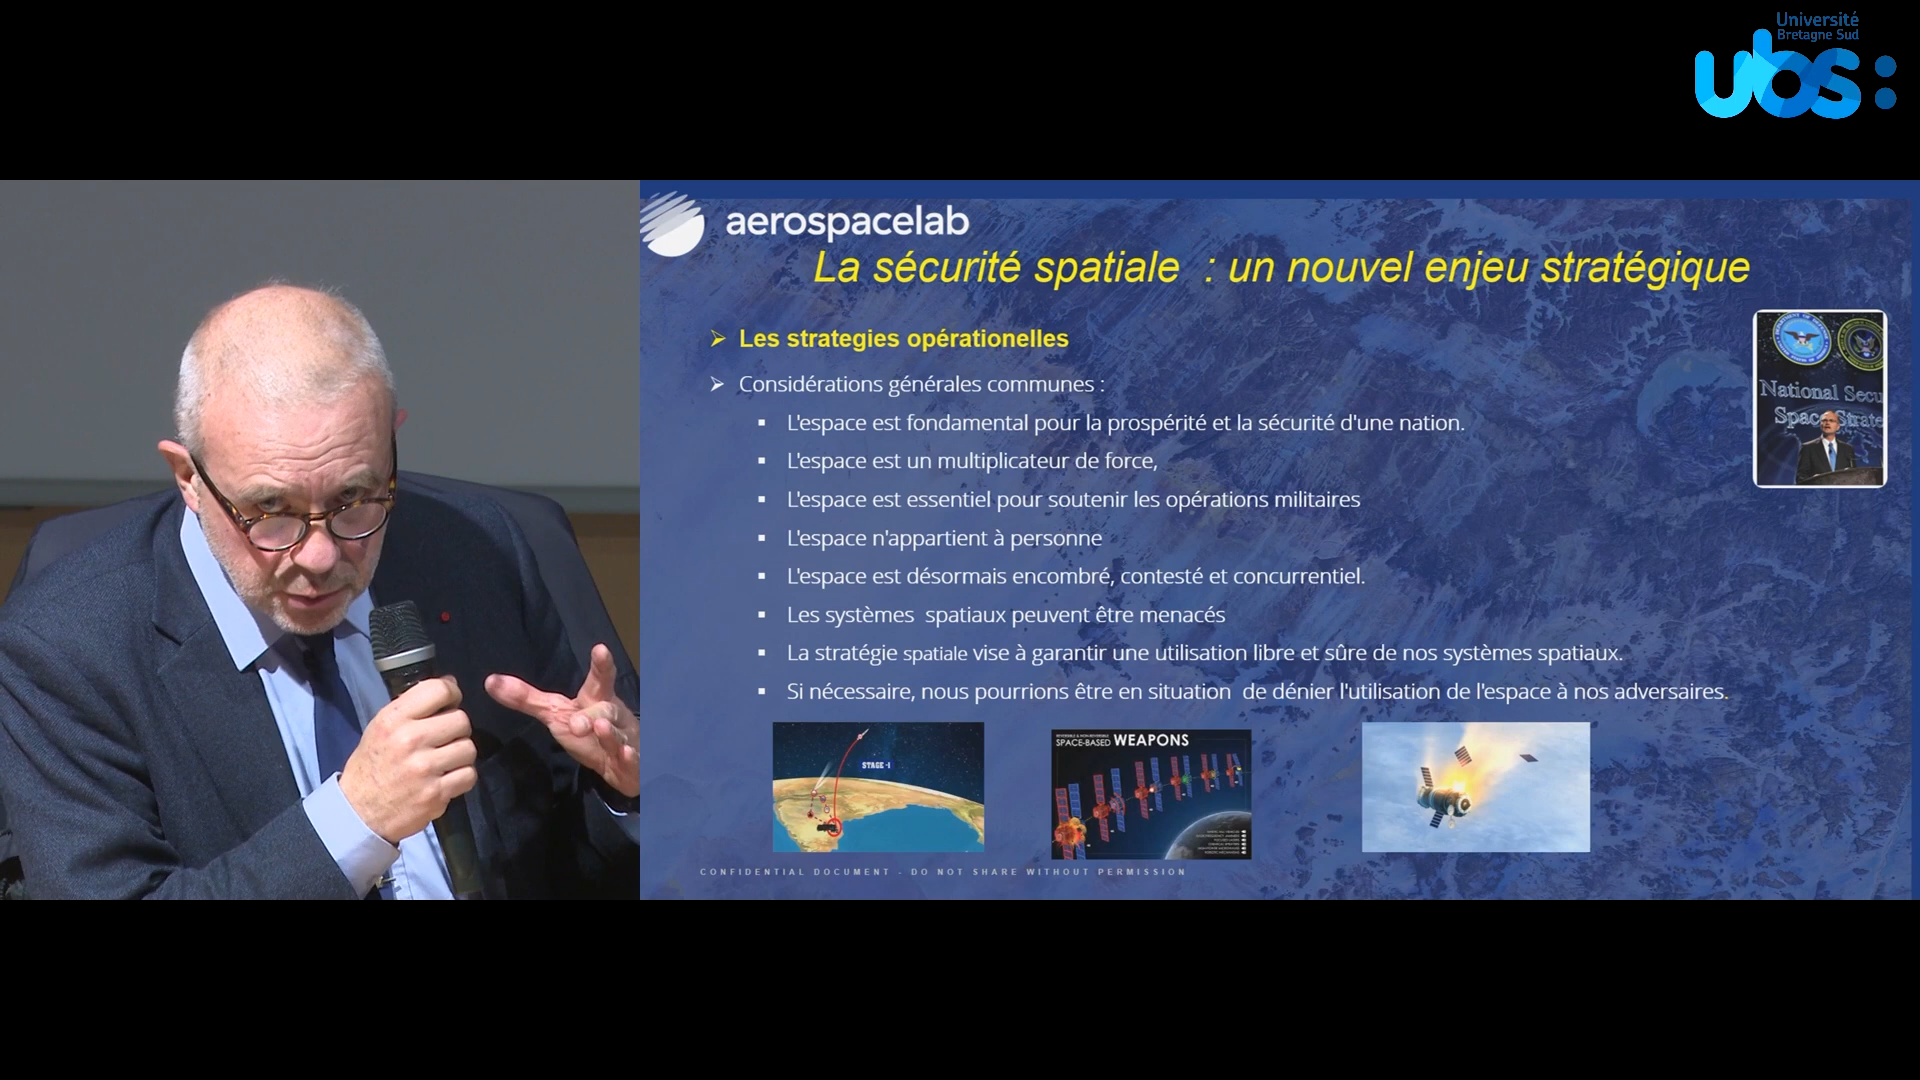 Université
Bretagne Sud
ubs:
aerospacelab
La sécurité spatiale : un nouvel enjeu stratégique
Les strategies opérationelles
Considérations générales communes :
L'espace est fondamental pour la prospérité et la sécurité d'une nation.
L'espace est un multiplicateur de force,
L'espace est essentiel pour soutenir les opérations militaires
L'espace n'appartient à personne
L'espace est désormais encombré, contesté et concurrentiel.
Les systèmes spatiaux peuvent être menacés
La stratégie spatiale vise à garantir une utilisation libre et sûre de nos systèmes spatiaux.
Si nécessaire, nous pourrions être en situation de dénier l'utilisation de l'espace à nos adversaires.
National Secu
Space Strate
STAGE -I
SPACE-BASED WEAPONS
CONFIDENTIAL DOCUMENT - DO NOT SHARE WITHOUT PERMISSION